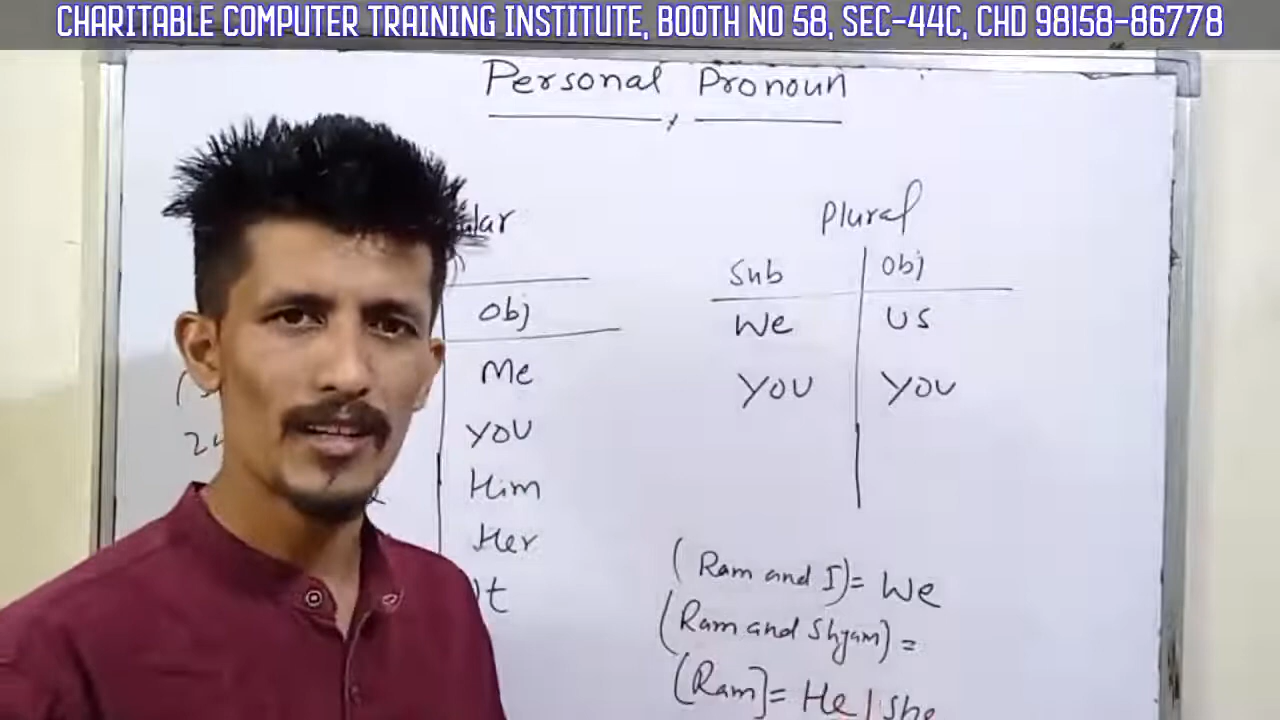 CHARITABLE COMPUTER TRAINING INSTITUTE, BOOTH NO 58, SEC-44C, CHD 98158-86778
Personal Pronoun
Plural
Obj
Sub Obj
Me
We US
YOU
YOU YOU
Him
Her
It
(Ram and I)= We
(Ram and Shyam) =
(Ram]= He | She